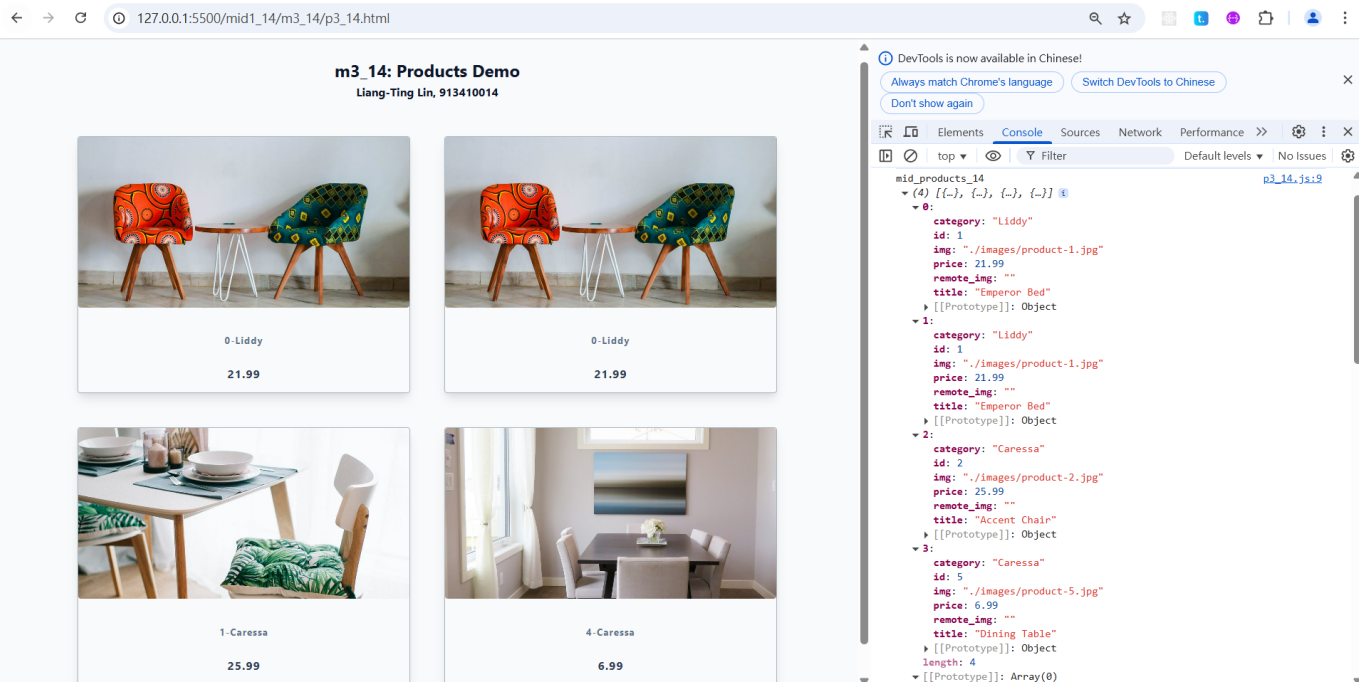 127.0.0.1:5500/mid1_14/m3_14/p3_14.html
t.
m3_14: Products Demo
Liang-Ting Lin, 913410014
0-Liddy
21.99
0-Liddy
21.99
1-Caressa
25.99
4-Caressa
6.99
DevTools is now available in Chinese!
Always match Chrome's language Switch DevTools to Chinese
Don't show again
Elements Console Sources Network Performance
top Filter Default levels No Issues
mid_products_14 p3_14.js:9
(4) [{…}, {…}, {…}, {…}] i
0:
category: "Liddy"
id: 1
img: "./images/product-1.jpg"
price: 21.99
remote_img: ""
title: "Emperor Bed"
[[Prototype]]: Object
1:
category: "Liddy"
id: 1
img: "./images/product-1.jpg"
price: 21.99
remote_img: ""
title: "Emperor Bed"
[[Prototype]]: Object
2:
category: "Caressa"
id: 2
img: "./images/product-2.jpg"
price: 25.99
remote_img: ""
title: "Accent Chair"
[[Prototype]]: Object
3:
category: "Caressa"
id: 5
img: "./images/product-5.jpg"
price: 6.99
remote_img: ""
title: "Dining Table"
[[Prototype]]: Object
length: 4
[[Prototype]]: Array(0)